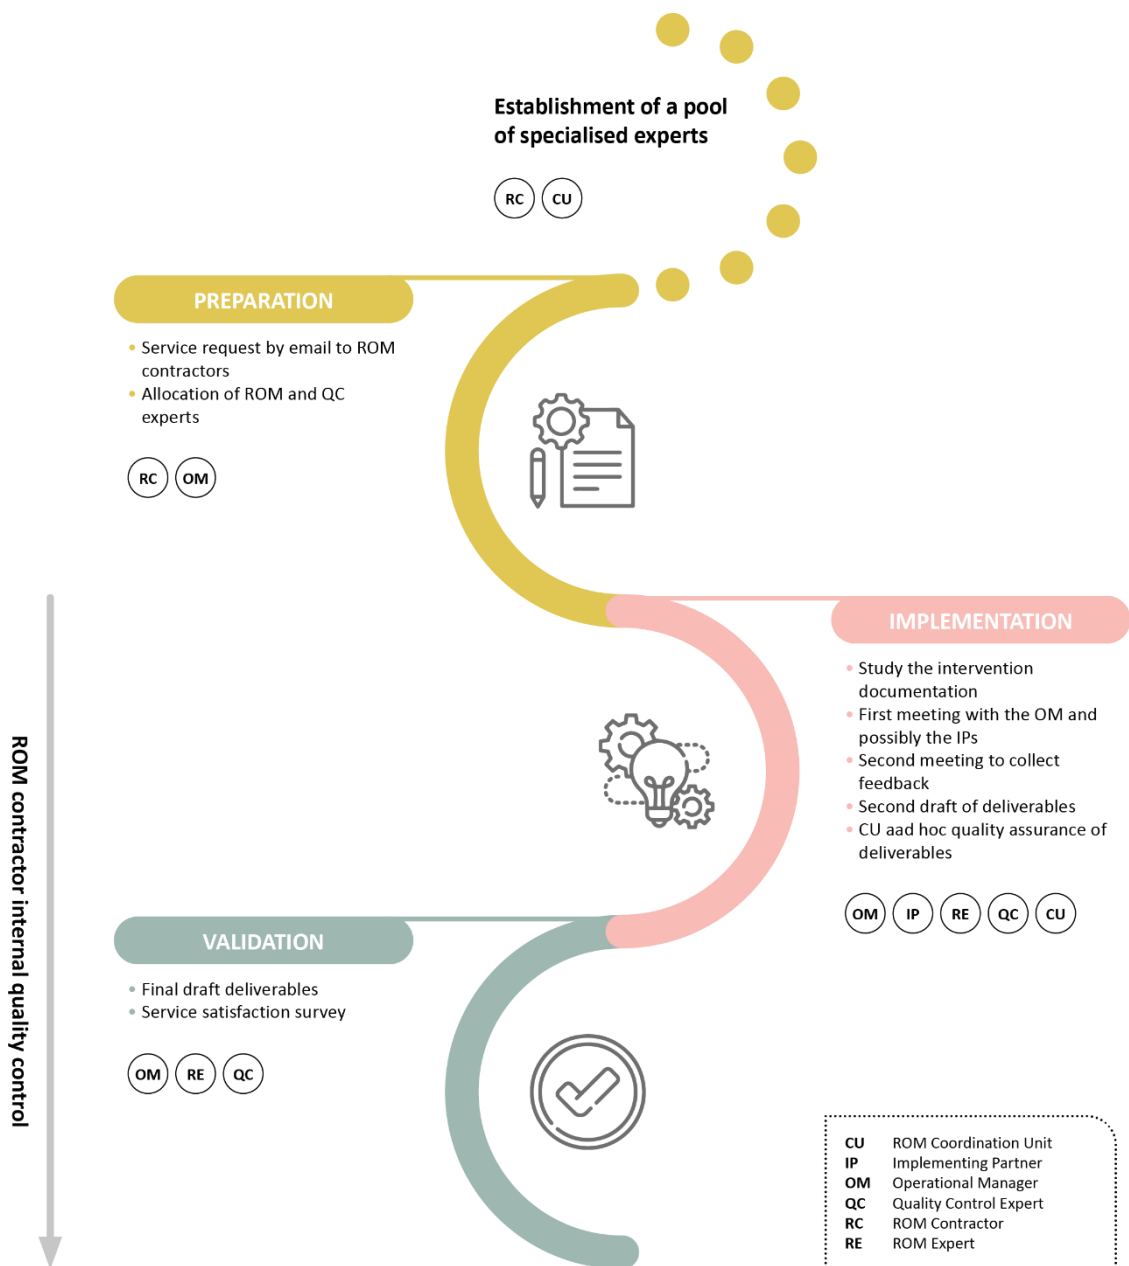 Establishment of a pool
of specialised experts
RC CU
PREPARATION
• Service request by email to ROM
contractors
• Allocation of ROM and QC
experts
RC OM
IMPLEMENTATION
• Study the intervention
documentation
• First meeting with the OM and
possibly the IPs
• Second meeting to collect
feedback
• Second draft of deliverables
• CU aad hoc quality assurance of
deliverables
OM IP RE QC CU
ROM contractor internal quality control
VALIDATION
• Final draft deliverables
• Service satisfaction survey
OM RE QC
CU ROM Coordination Unit
IP Implementing Partner
OM Operational Manager
QC Quality Control Expert
RC ROM Contractor
RE ROM Expert